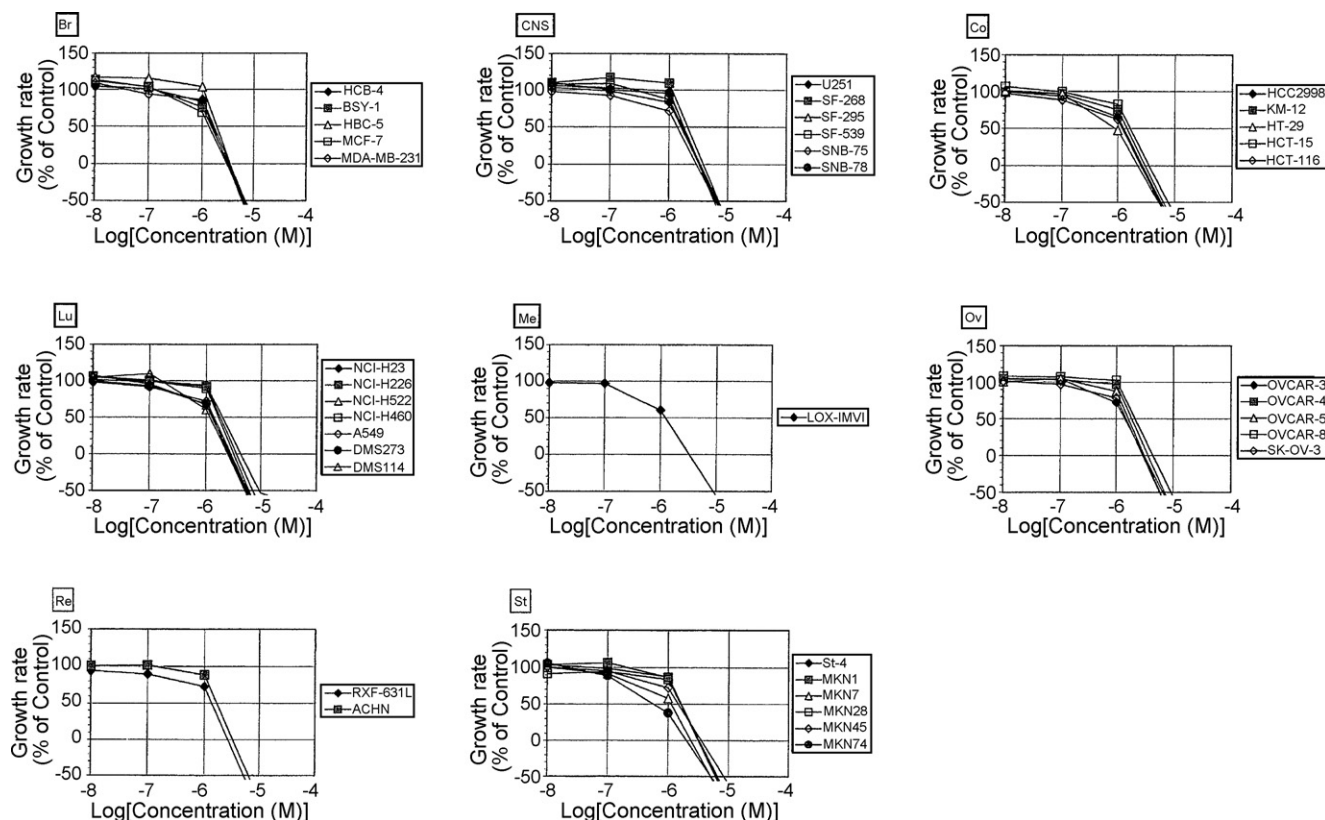 Br
150
100
50
0
-50
-8 -7 -6 -5 -4
Growth rate
(% of Control)
Log[Concentration (M)]
HCB-4
BSY-1
HBC-5
MCF-7
MDA-MB-231
CNS
150
100
50
0
-50
-8 -7 -6 -5 -4
Growth rate
(% of Control)
Log[Concentration (M)]
U251
SF-268
SF-295
SF-539
SNB-75
SNB-78
Co
150
100
50
0
-50
-8 -7 -6 -5 -4
Growth rate
(% of Control)
Log[Concentration (M)]
HCC2998
KM-12
HT-29
HCT-15
HCT-116
Lu
150
100
50
0
-50
-8 -7 -6 -5 -4
Growth rate
(% of Control)
Log[Concentration (M)]
NCI-H23
NCI-H226
NCI-H522
NCI-H460
A549
DMS273
DMS114
Me
150
100
50
0
-50
-8 -7 -6 -5 -4
Growth rate
(% of Control)
Log[Concentration (M)]
LOX-IMVI
Ov
150
100
50
0
-50
-8 -7 -6 -5 -4
Growth rate
(% of Control)
Log[Concentration (M)]
OVCAR-3
OVCAR-4
OVCAR-5
OVCAR-8
SK-OV-3
Re
150
100
50
0
-50
-8 -7 -6 -5 -4
Growth rate
(% of Control)
Log[Concentration (M)]
RXF-631L
ACHN
St
150
100
50
0
-50
-8 -7 -6 -5 -4
Growth rate
(% of Control)
Log[Concentration (M)]
St-4
MKN1
MKN7
MKN28
MKN45
MKN74